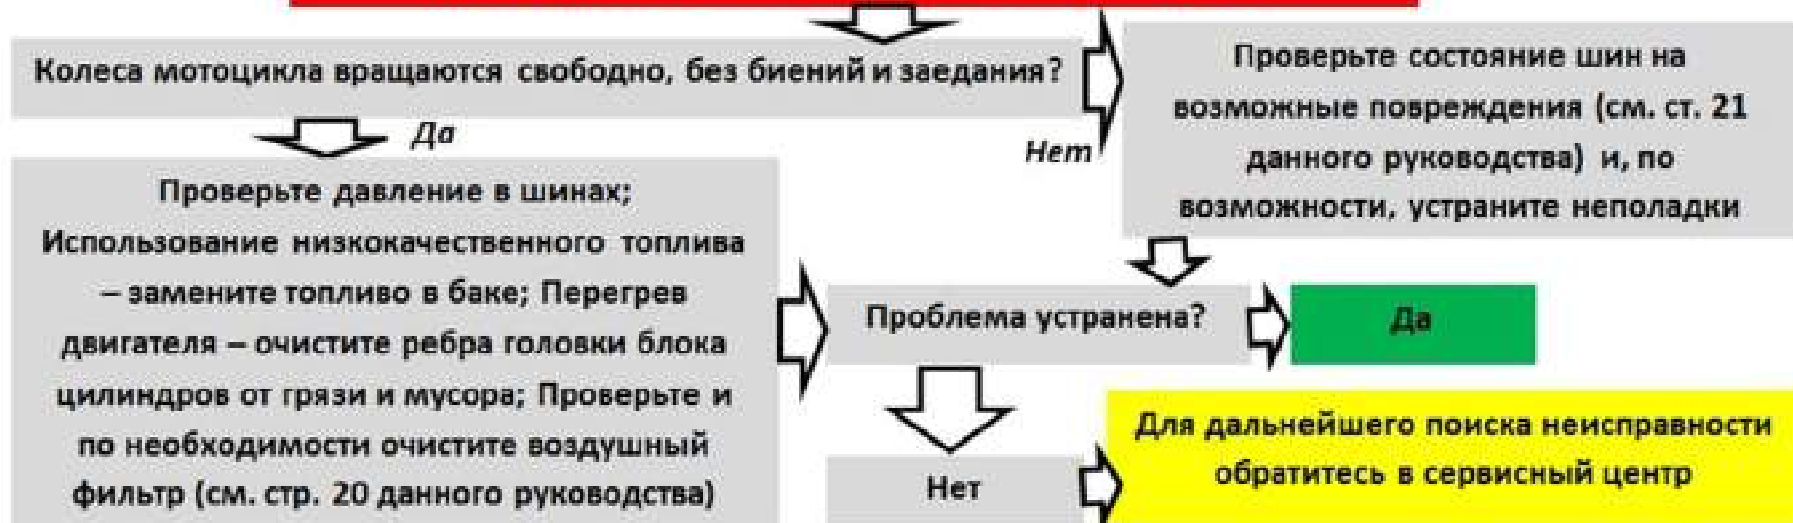 Колеса мотоцикла вращаются свободно, без биений и заедания?
Да
Нет
Проверьте состояние шин на
возможные повреждения (см. ст. 21
данного руководства) и, по
возможности, устраните неполадки
Проверьте давление в шинах;
Использование низкокачественного топлива
– замените топливо в баке; Перегрев
двигателя – очистите ребра головки блока
цилиндров от грязи и мусора; Проверьте и
по необходимости очистите воздушный
фильтр (см. стр. 20 данного руководства)
Проблема устранена?
Да
Нет
Для дальнейшего поиска неисправности
обратитесь в сервисный центр